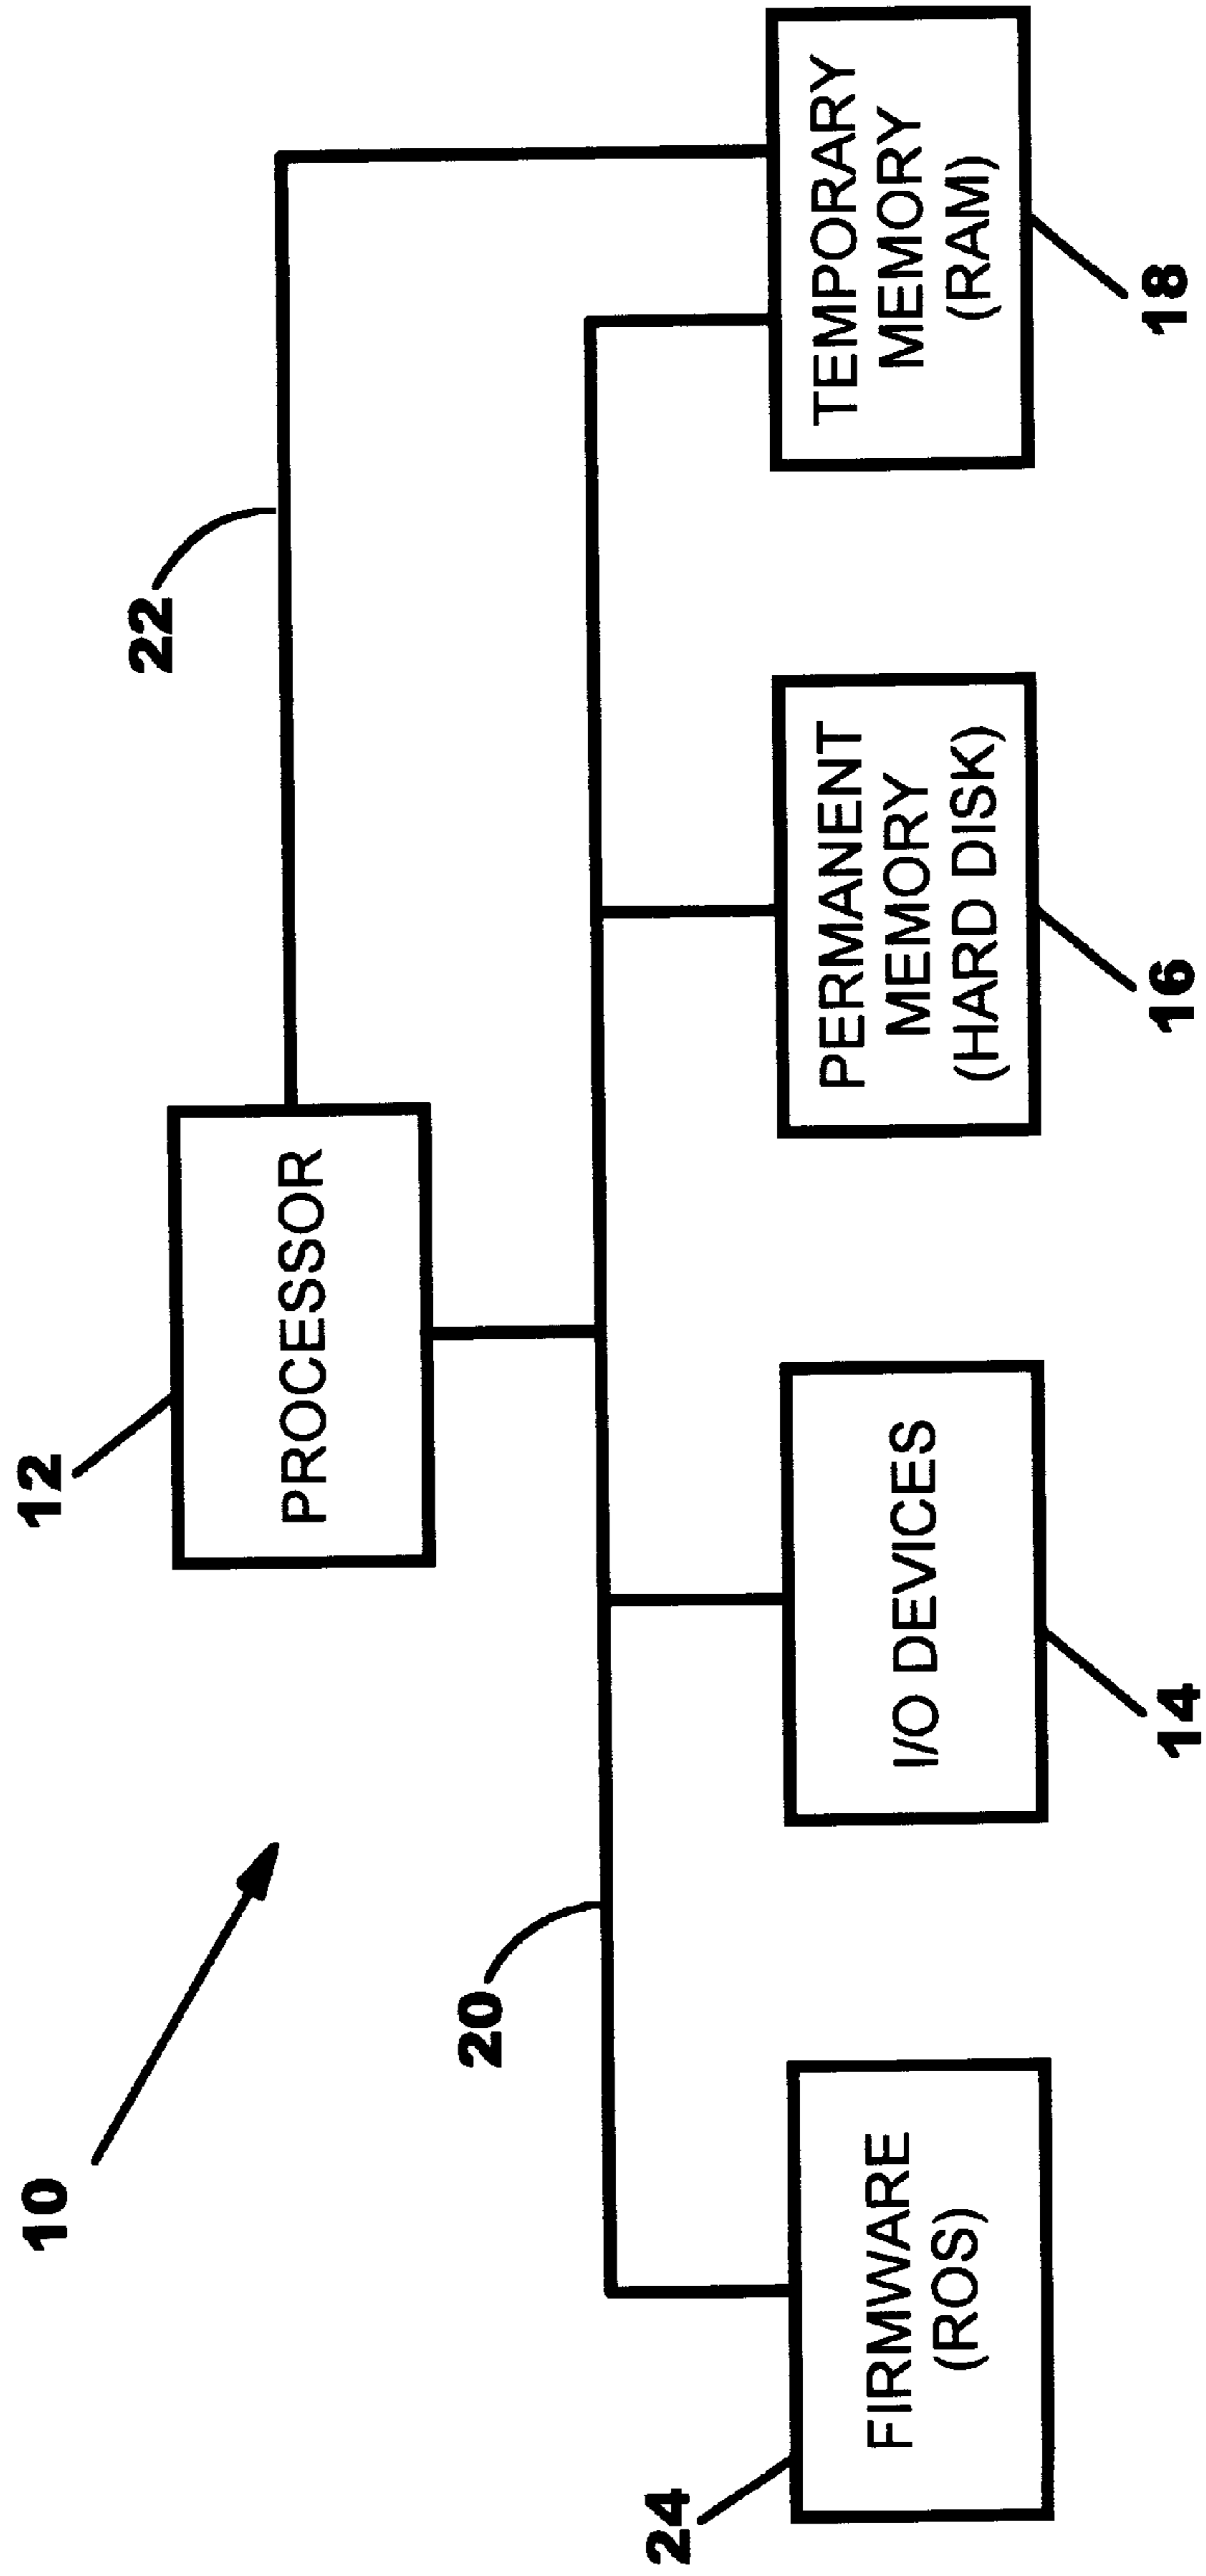 10
12
PROCESSOR
22
20
24
FIRMWARE
(ROS)
I/O DEVICES
14
PERMANENT
MEMORY
(HARD DISK)
16
TEMPORARY
MEMORY
(RAM)
18